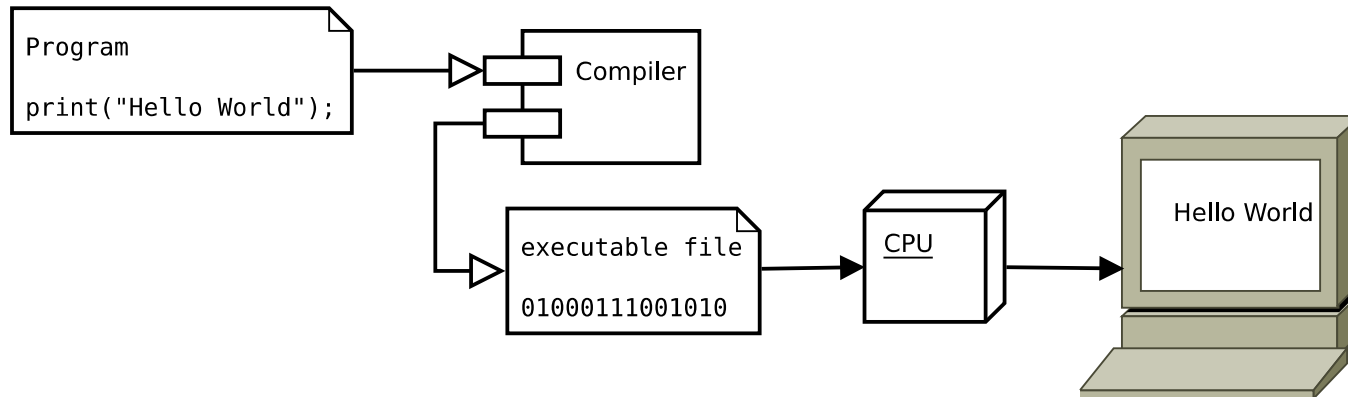 Program
print("Hello World");
Compiler
executable file
01000111001010
CPU
Hello World